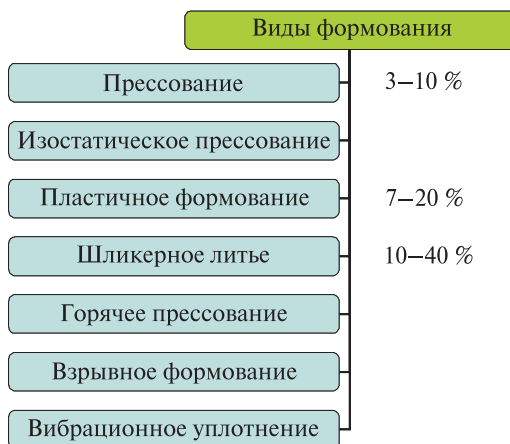 Виды формования
Прессование 3–10 %
Изостатическое прессование
Пластичное формование 7–20 %
Шликерное литье 10–40 %
Горячее прессование
Взрывное формование
Вибрационное уплотнение